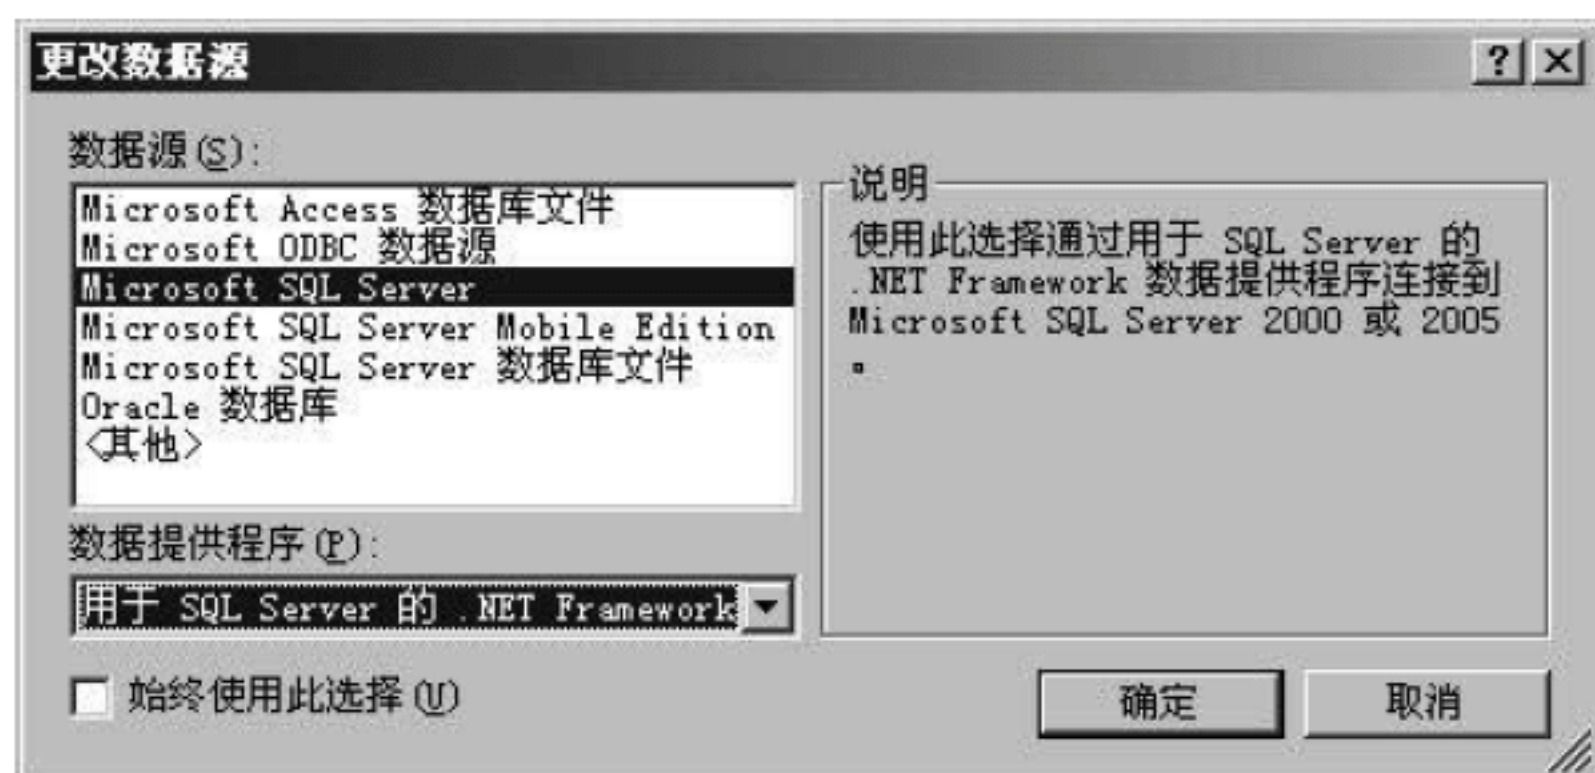 更改数据源
数据源(S):
Microsoft Access 数据库文件
Microsoft ODBC 数据源
Microsoft SQL Server
Microsoft SQL Server Mobile Edition
Microsoft SQL Server 数据库文件
Oracle 数据库
<其他>
数据提供程序(P):
用于 SQL Server 的 .NET Framework
始终使用此选择(U)
说明
使用此选择通过用于 SQL Server 的
.NET Framework 数据提供程序连接到
Microsoft SQL Server 2000 或 2005
。
确定
取消